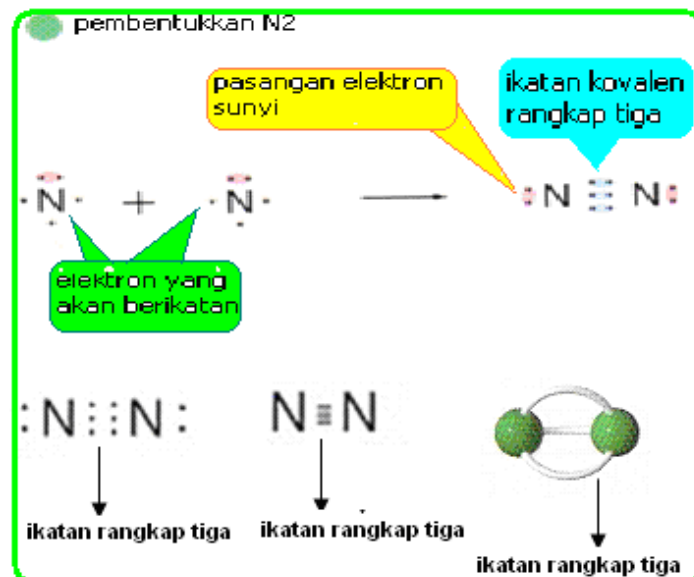 pembentukkan N2
pasangan elektron
sunyi
ikatan kovalen
rangkap tiga
N + N → N N
elektron yang
akan berikatan
:N⋮⋮N:
N≡N
ikatan rangkap tiga
ikatan rangkap tiga
ikatan rangkap tiga